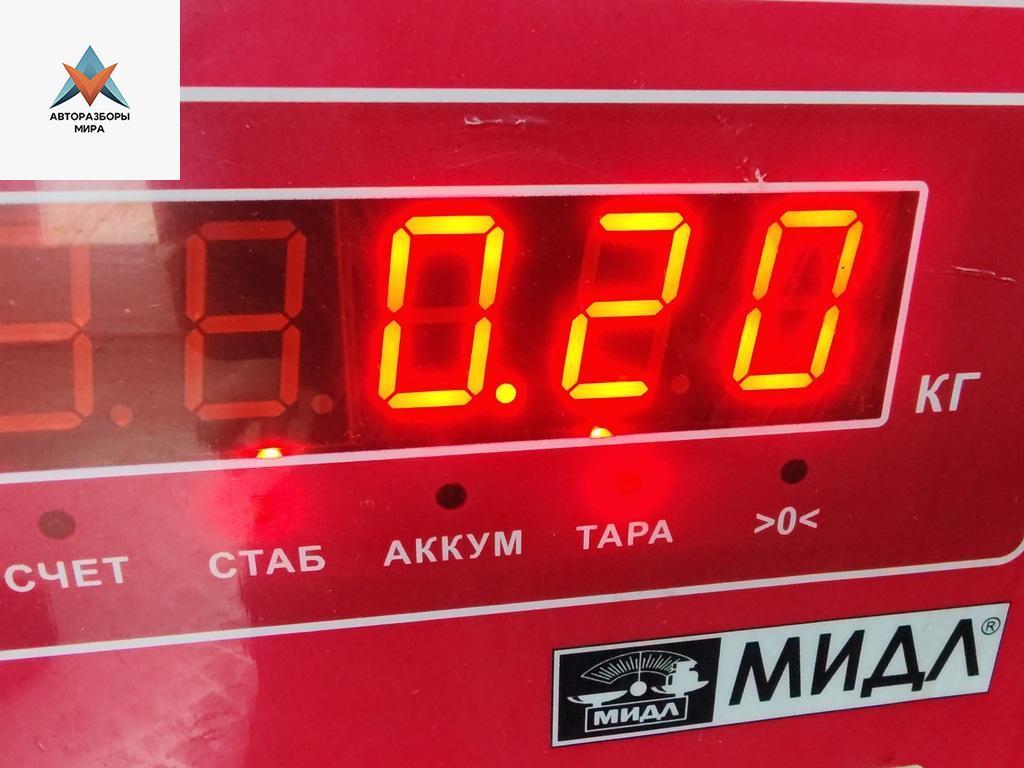 АВТОРАЗБОРЫ
МИРА
0.20
КГ
СЧЕТ СТАБ АККУМ ТАРА >0<
МИДЛ МИДЛ®